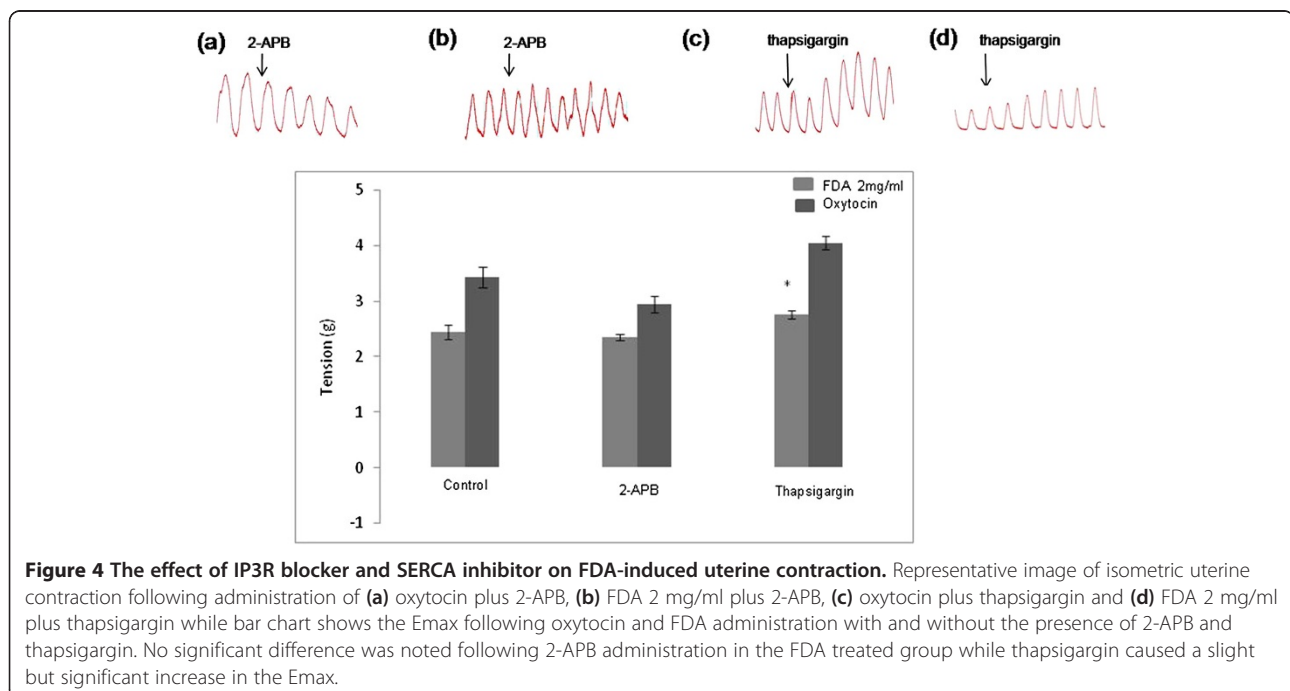 (a) 2-APB (b) 2-APB (c) thapsigargin (d) thapsigargin
FDA 2mg/ml
Oxytocin
5
4
3
2
1
0
-1
Tension (g)
*
Control 2-APB Thapsigargin
Figure 4 The effect of IP3R blocker and SERCA inhibitor on FDA-induced uterine contraction. Representative image of isometric uterine
contraction following administration of (a) oxytocin plus 2-APB, (b) FDA 2 mg/ml plus 2-APB, (c) oxytocin plus thapsigargin and (d) FDA 2 mg/ml
plus thapsigargin while bar chart shows the Emax following oxytocin and FDA administration with and without the presence of 2-APB and
thapsigargin. No significant difference was noted following 2-APB administration in the FDA treated group while thapsigargin caused a slight
but significant increase in the Emax.